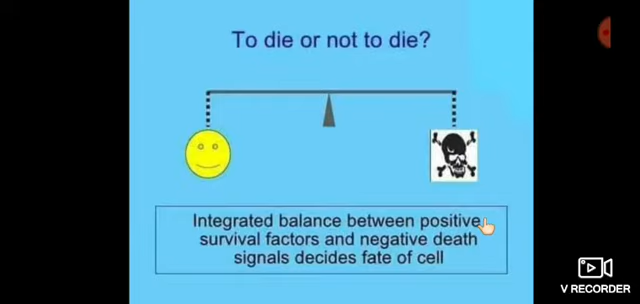 To die or not to die?
Integrated balance between positive
survival factors and negative death
signals decides fate of cell
V RECORDER